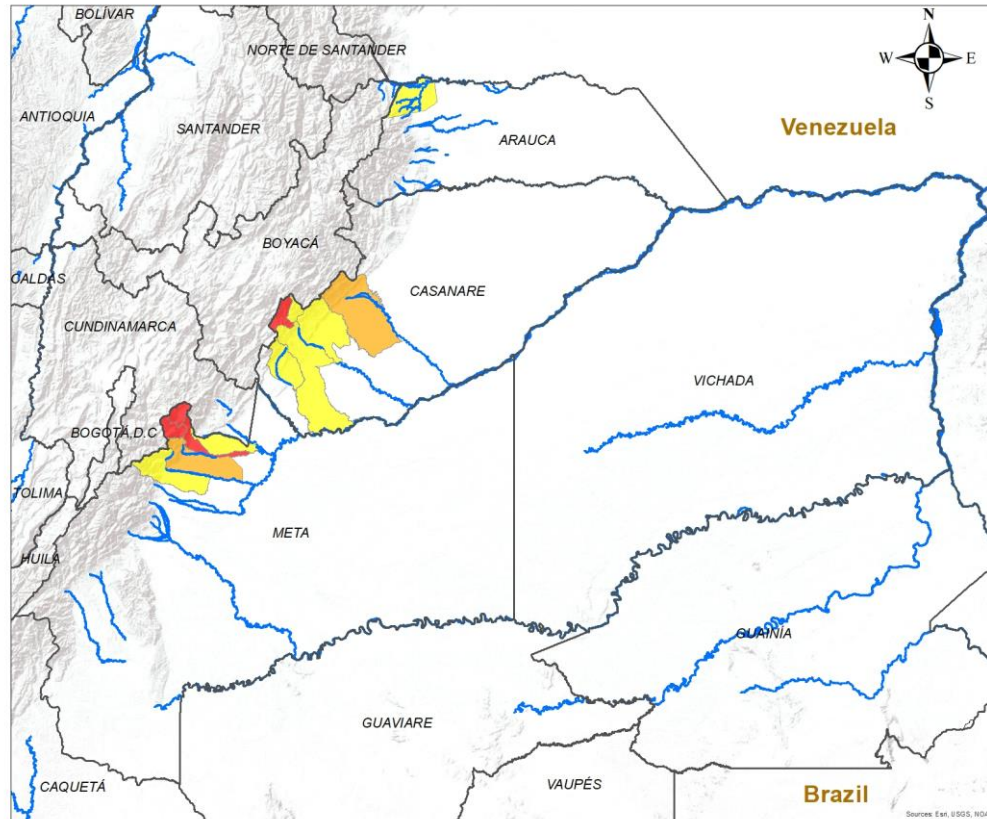 BOLÍVAR
N
NORTE DE SANTANDER
W
E
S
ANTIOQUIA
SANTANDER
ARAUCA
Venezuela
BOYACÁ
CALDAS
CASANARE
CUNDINAMARCA
VICHADA
BOGOTÁ D.C
TOLIMA
META
HUILA
GUAINÍA
GUAVIARE
CAQUETÁ
VAUPÉS
Brazil
Sources: Esri, USGS, NOA